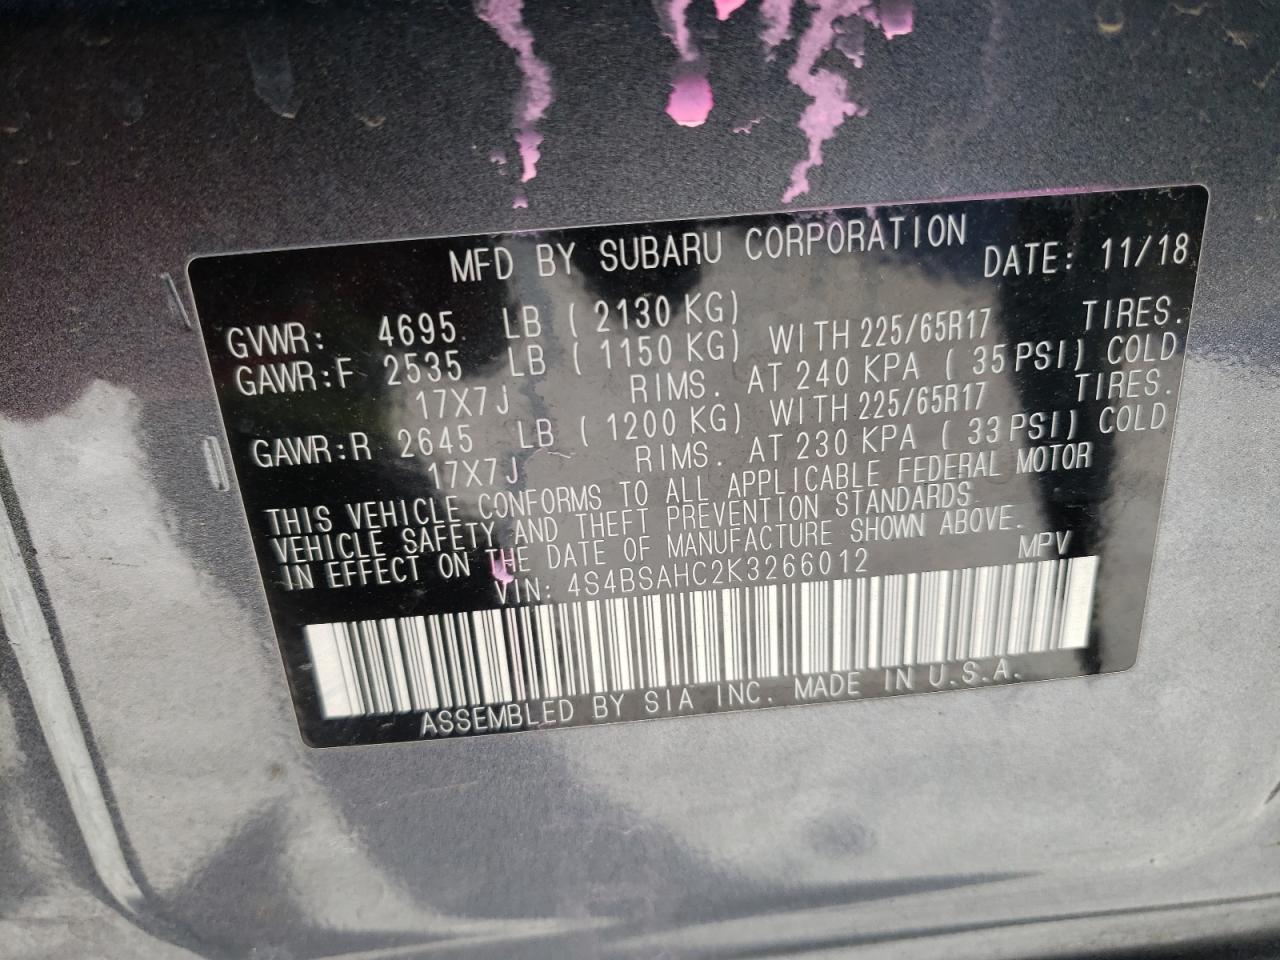 MFD BY SUBARU CORPORATION DATE: 11/18
GVWR: 4695 LB ( 2130 KG)
GAWR:F 2535 LB ( 1150 KG) WITH 225/65R17 TIRES.
17X7J RIMS. AT 240 KPA ( 35 PSI) COLD
GAWR:R 2645 LB ( 1200 KG) WITH 225/65R17 TIRES.
17X7J RIMS. AT 230 KPA ( 33 PSI) COLD
THIS VEHICLE CONFORMS TO ALL APPLICABLE FEDERAL MOTOR
VEHICLE SAFETY AND THEFT PREVENTION STANDARDS
IN EFFECT ON THE DATE OF MANUFACTURE SHOWN ABOVE.
VIN: 4S4BSAHC2K3266012 MPV
ASSEMBLED BY SIA INC. MADE IN U.S.A.